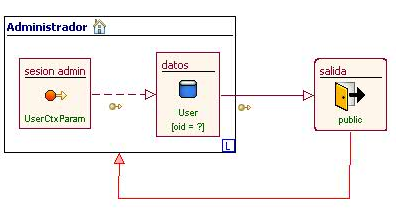 Administrador
sesion admin
UserCtxParam
datos
User
[oid = ?]
L
salida
public